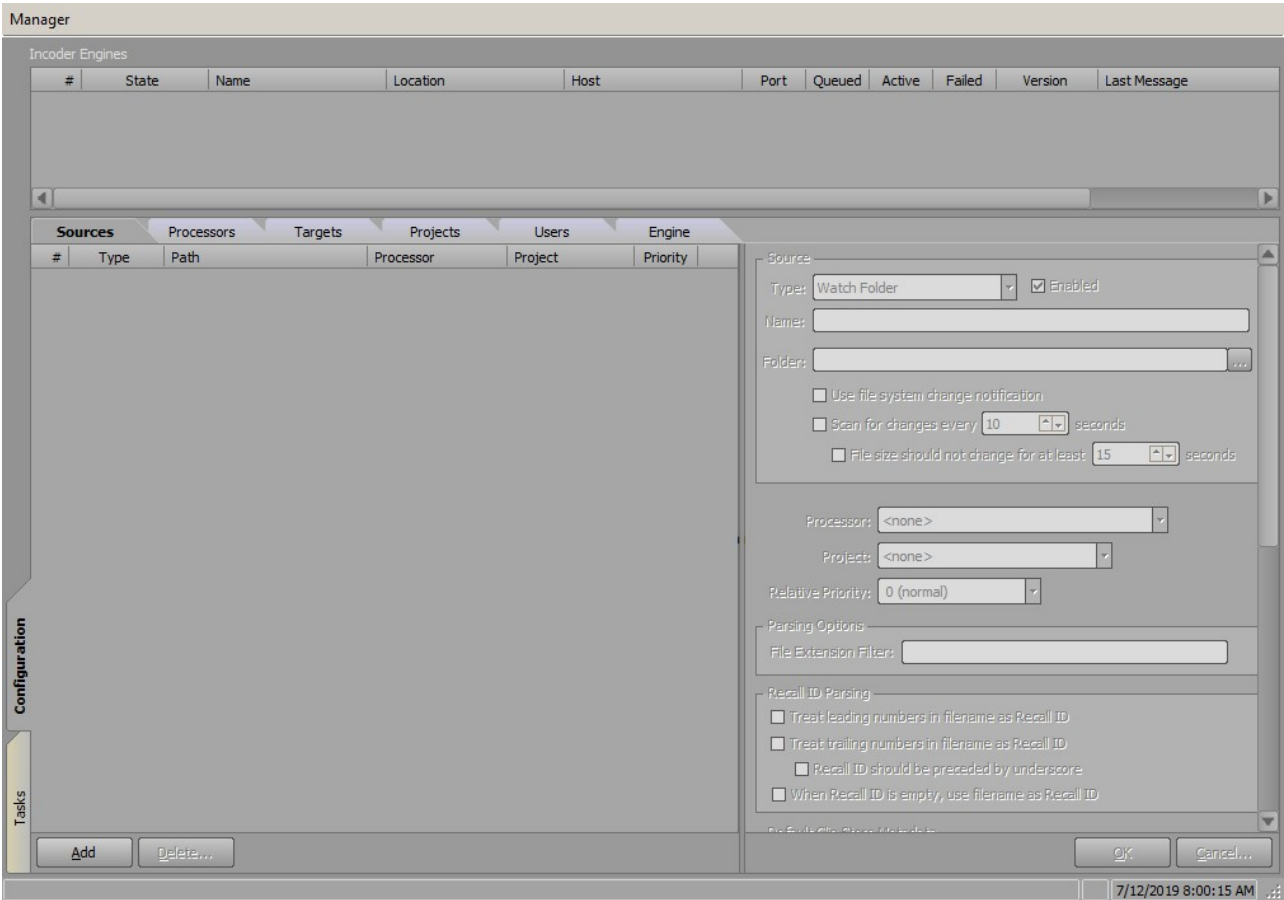 Manager
Incoder Engines
# State Name Location Host Port Queued Active Failed Version Last Message
Sources Processors Targets Projects Users Engine
# Type Path Processor Project Priority
Source
Type: Watch Folder Enabled
Name:
Folder: ...
Use file system change notification
Scan for changes every 10 seconds
File size should not change for at least 15 seconds
Processor: <none>
Project: <none>
Relative Priority: 0 (normal)
Parsing Options
File Extension Filter:
Recall ID Parsing
Treat leading numbers in filename as Recall ID
Treat trailing numbers in filename as Recall ID
Recall ID should be preceded by underscore
When Recall ID is empty, use filename as Recall ID
Default Clip Store Metadata
Configuration
Tasks
Add Delete... OK Cancel...
7/12/2019 8:00:15 AM